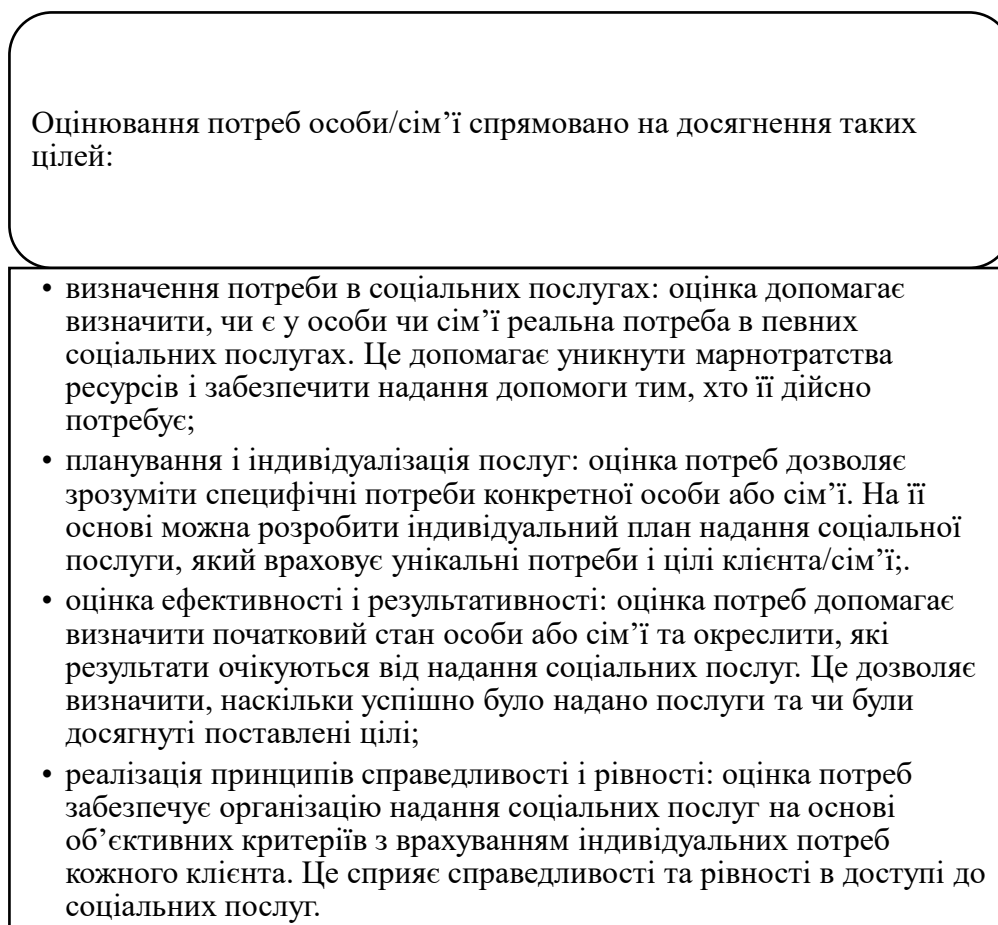 Оцінювання потреб особи/сім’ї спрямовано на досягнення таких
цілей:
• визначення потреби в соціальних послугах: оцінка допомагає
визначити, чи є у особи чи сім’ї реальна потреба в певних
соціальних послугах. Це допомагає уникнути марнотратства
ресурсів і забезпечити надання допомоги тим, хто її дійсно
потребує;
• планування і індивідуалізація послуг: оцінка потреб дозволяє
зрозуміти специфічні потреби конкретної особи або сім’ї. На її
основі можна розробити індивідуальний план надання соціальної
послуги, який враховує унікальні потреби і цілі клієнта/сім’ї;.
• оцінка ефективності і результативності: оцінка потреб допомагає
визначити початковий стан особи або сім’ї та окреслити, які
результати очікуються від надання соціальних послуг. Це дозволяє
визначити, наскільки успішно було надано послуги та чи були
досягнуті поставлені цілі;
• реалізація принципів справедливості і рівності: оцінка потреб
забезпечує організацію надання соціальних послуг на основі
об’єктивних критеріїв з врахуванням індивідуальних потреб
кожного клієнта. Це сприяє справедливості та рівності в доступі до
соціальних послуг.